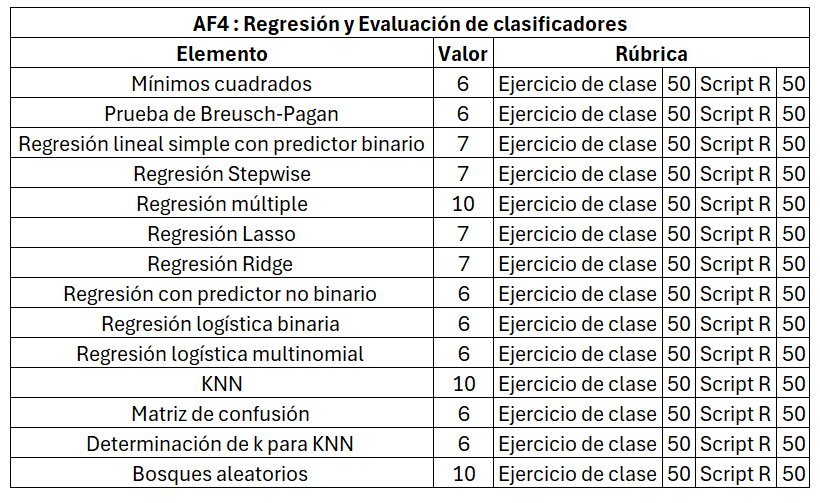 AF4 : Regresión y Evaluación de clasificadores
Elemento Valor Rúbrica
Mínimos cuadrados 6 Ejercicio de clase 50 Script R 50
Prueba de Breusch-Pagan 6 Ejercicio de clase 50 Script R 50
Regresión lineal simple con predictor binario 7 Ejercicio de clase 50 Script R 50
Regresión Stepwise 7 Ejercicio de clase 50 Script R 50
Regresión múltiple 10 Ejercicio de clase 50 Script R 50
Regresión Lasso 7 Ejercicio de clase 50 Script R 50
Regresión Ridge 7 Ejercicio de clase 50 Script R 50
Regresión con predictor no binario 6 Ejercicio de clase 50 Script R 50
Regresión logística binaria 6 Ejercicio de clase 50 Script R 50
Regresión logística multinomial 6 Ejercicio de clase 50 Script R 50
KNN 10 Ejercicio de clase 50 Script R 50
Matriz de confusión 6 Ejercicio de clase 50 Script R 50
Determinación de k para KNN 6 Ejercicio de clase 50 Script R 50
Bosques aleatorios 10 Ejercicio de clase 50 Script R 50